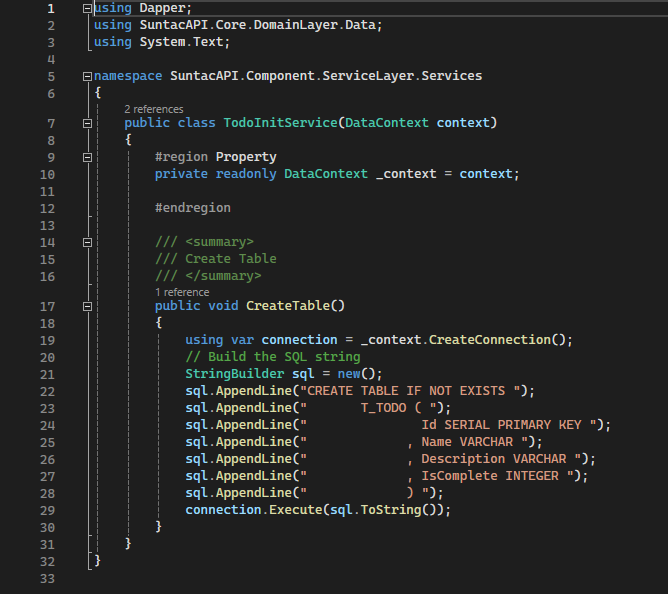 1 using Dapper;
2 using SuntacAPI.Core.DomainLayer.Data;
3 using System.Text;
4
5 namespace SuntacAPI.Component.ServiceLayer.Services
6 {
2 references
7 public class TodoInitService(DataContext context)
8 {
9 #region Property
10 private readonly DataContext _context = context;
11
12 #endregion
13
14 /// <summary>
15 /// Create Table
16 /// </summary>
1 reference
17 public void CreateTable()
18 {
19 using var connection = _context.CreateConnection();
20 // Build the SQL string
21 StringBuilder sql = new();
22 sql.AppendLine("CREATE TABLE IF NOT EXISTS ");
23 sql.AppendLine("       T_TODO ( ");
24 sql.AppendLine("               Id SERIAL PRIMARY KEY ");
25 sql.AppendLine("             , Name VARCHAR ");
26 sql.AppendLine("             , Description VARCHAR ");
27 sql.AppendLine("             , IsComplete INTEGER ");
28 sql.AppendLine("             ) ");
29 connection.Execute(sql.ToString());
30 }
31 }
32 }
33